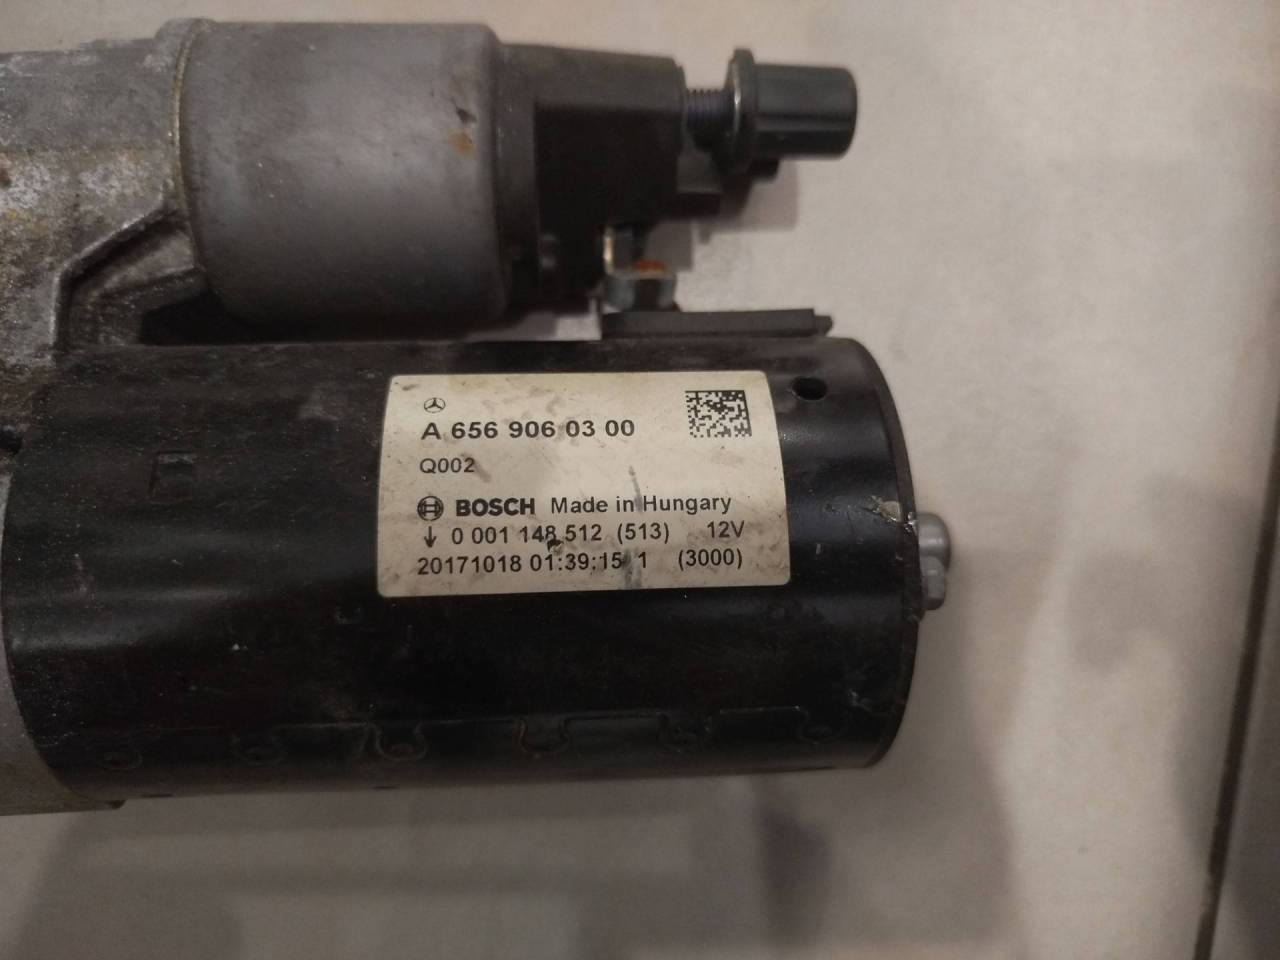 A 656 906 03 00
Q002
BOSCH Made in Hungary
↓ 0 001 148 512 (513) 12V
20171018 01:39:15 1 (3000)